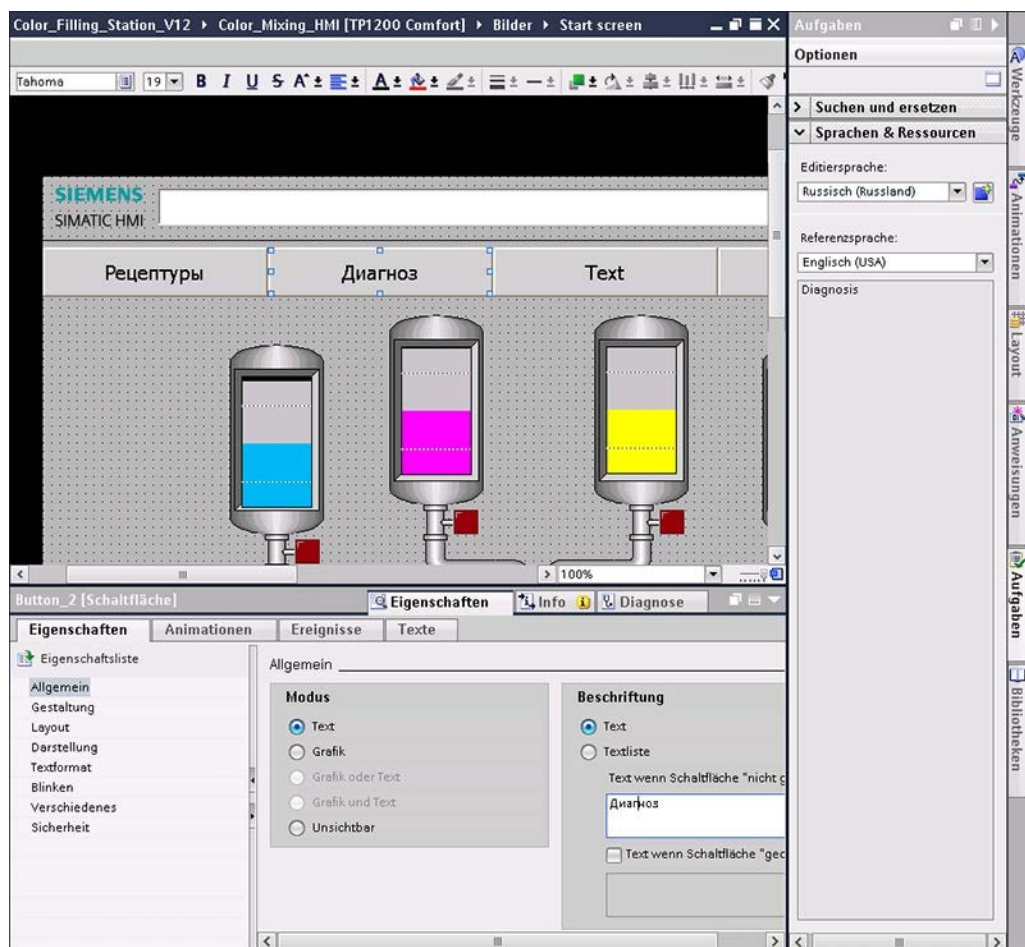 Color_Filling_Station_V12 ▸ Color_Mixing_HMI [TP1200 Comfort] ▸ Bilder ▸ Start screen
Tahoma 19 B I U S A
SIEMENS
SIMATIC HMI
Рецептуры Диагноз Text
100%
Button_2 [Schaltfläche]
Eigenschaften Info Diagnose
Eigenschaften Animationen Ereignisse Texte
Eigenschaftsliste
Allgemein
Gestaltung
Layout
Darstellung
Textformat
Blinken
Verschiedenes
Sicherheit
Allgemein
Modus
Text
Grafik
Grafik oder Text
Grafik und Text
Unsichtbar
Beschriftung
Text
Textliste
Text wenn Schaltfläche "nicht g
Диагноз
Text wenn Schaltfläche "ged
Aufgaben
Optionen
Suchen und ersetzen
Sprachen & Ressourcen
Editiersprache:
Russisch (Russland)
Referenzsprache:
Englisch (USA)
Diagnosis
Werkzeuge
Animationen
Layout
Anweisungen
Aufgaben
Bibliotheken